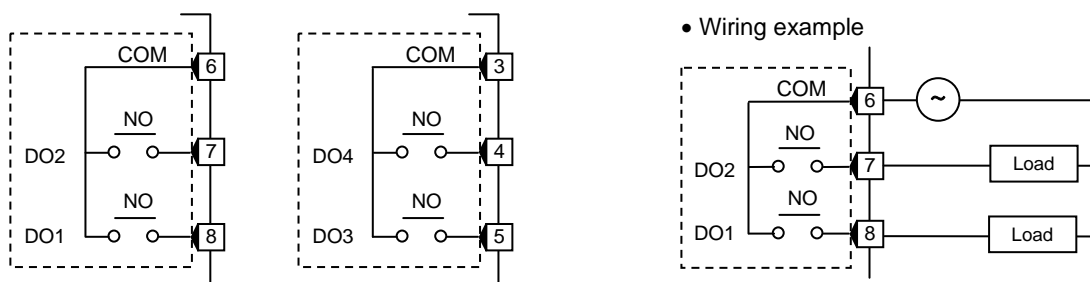 COM 6
NO
DO2 7
NO
DO1 8
COM 3
NO
DO4 4
NO
DO3 5
• Wiring example
COM 6 ~
NO
DO2 7 Load
NO
DO1 8 Load